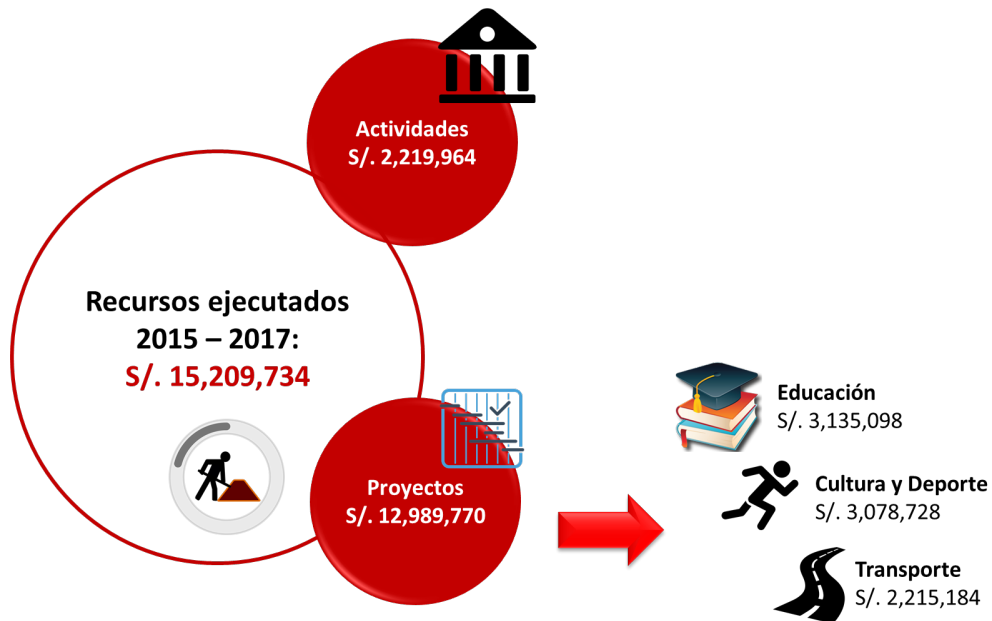 Actividades
S/. 2,219,964
Recursos ejecutados
2015 – 2017:
S/. 15,209,734
Proyectos
S/. 12,989,770
Educación
S/. 3,135,098
Cultura y Deporte
S/. 3,078,728
Transporte
S/. 2,215,184